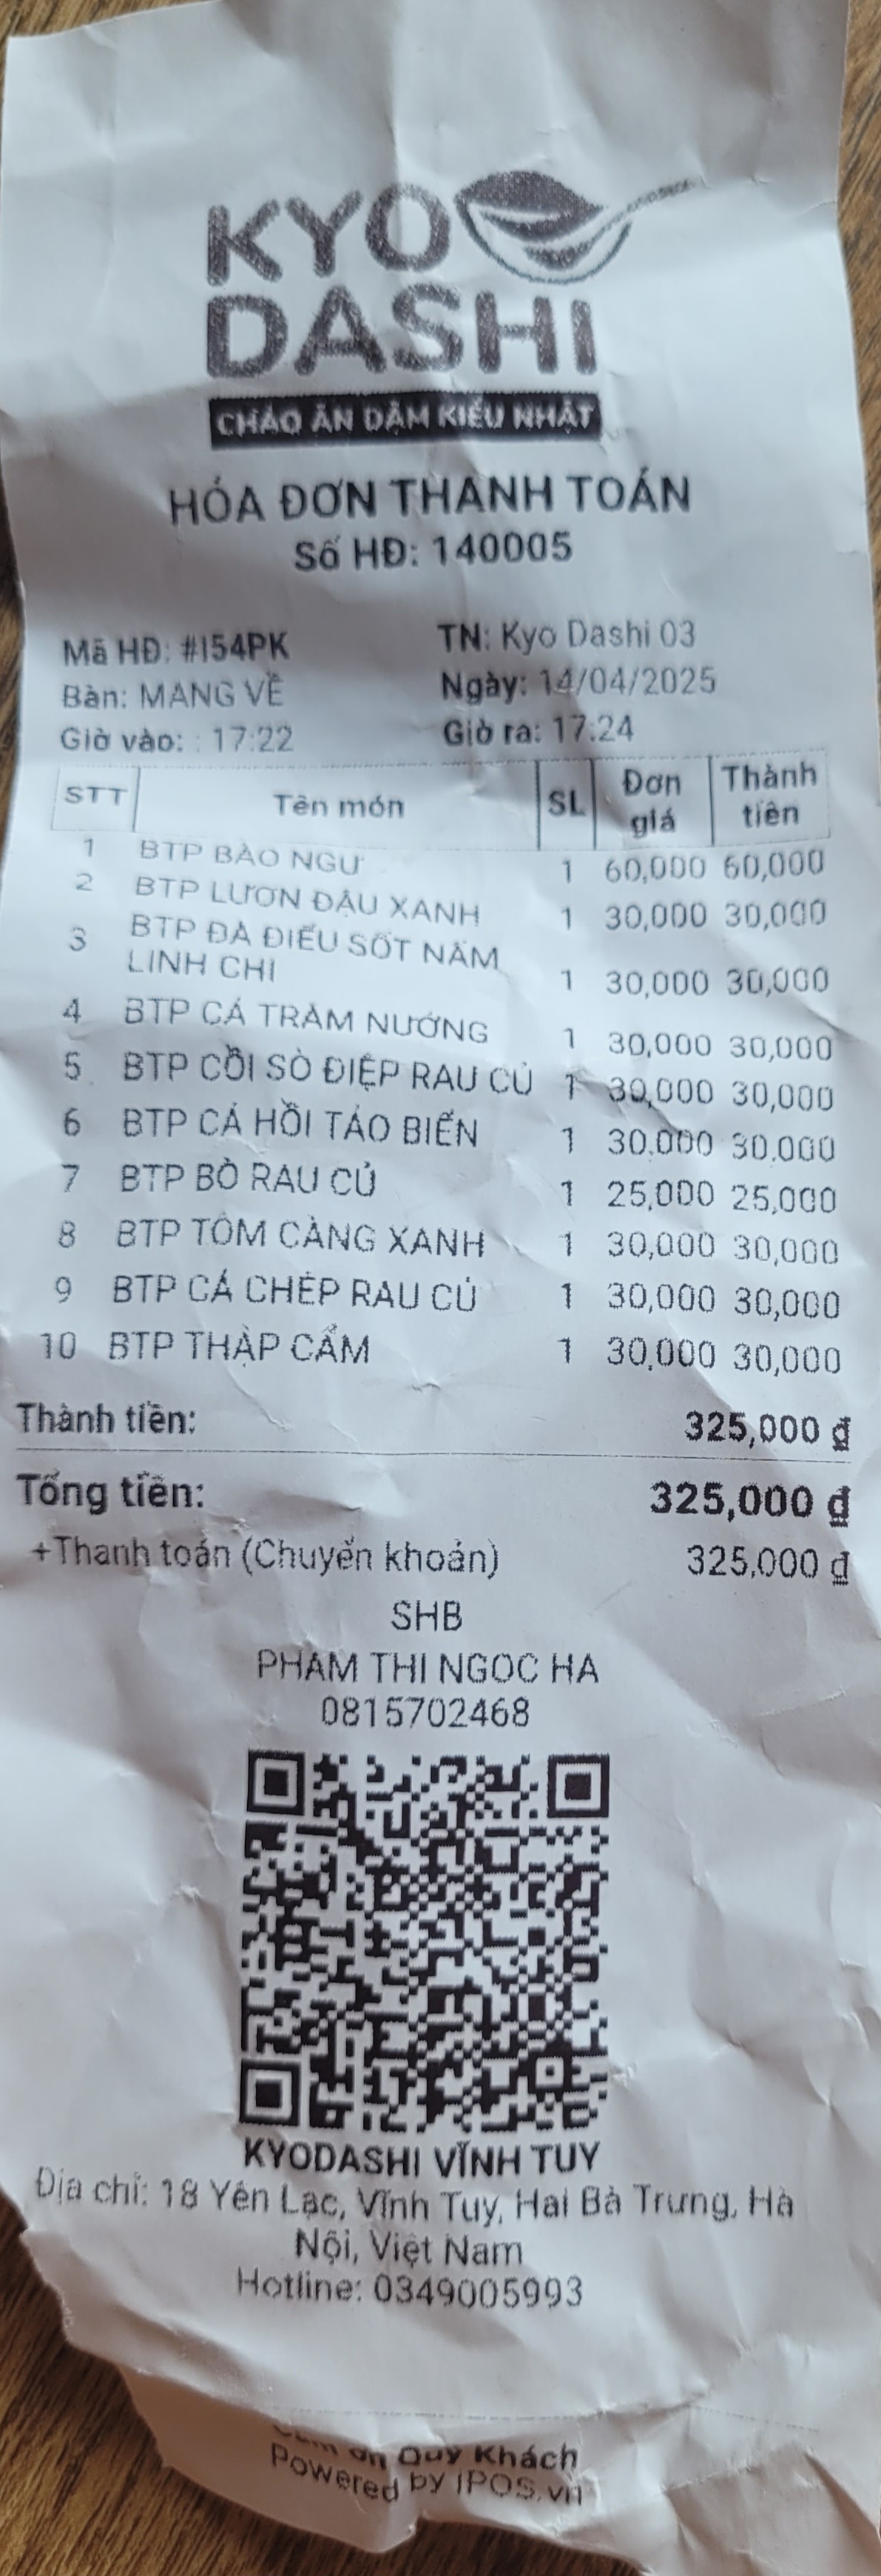 KYO
DASHI
CHÁO ĂN DẶM KIỂU NHẬT
HÓA ĐƠN THANH TOÁN
Số HĐ: 140005
Mã HĐ: #I54PK TN: Kyo Dashi 03
Bàn: MANG VỀ Ngày: 14/04/2025
Giờ vào: : 17:22 Giờ ra: 17:24
STT Tên món SL Đơn giá Thành tiền
1 BTP BÀO NGƯ 1 60,000 60,000
2 BTP LƯƠN ĐẬU XANH 1 30,000 30,000
3 BTP ĐÀ ĐIỂU SỐT NẤM
LINH CHI 1 30,000 30,000
4 BTP CÁ TRẦM NƯỚNG 1 30,000 30,000
5 BTP CỒI SÒ ĐIỆP RAU CỦ 1 30,000 30,000
6 BTP CÁ HỒI TẢO BIỂN 1 30,000 30,000
7 BTP BÒ RAU CỦ 1 25,000 25,000
8 BTP TÔM CÀNG XANH 1 30,000 30,000
9 BTP CÁ CHÉP RAU CỦ 1 30,000 30,000
10 BTP THẬP CẨM 1 30,000 30,000
Thành tiền: 325,000 ₫
Tổng tiền: 325,000 ₫
+Thanh toán (Chuyển khoản) 325,000 ₫
SHB
PHAM THI NGOC HA
0815702468
KYODASHI VĨNH TUY
Địa chỉ: 18 Yên Lạc, Vĩnh Tuy, Hai Bà Trưng, Hà
Nội, Việt Nam
Hotline: 0349005993
ơn Quý Khách
Powered by iPOS.vn